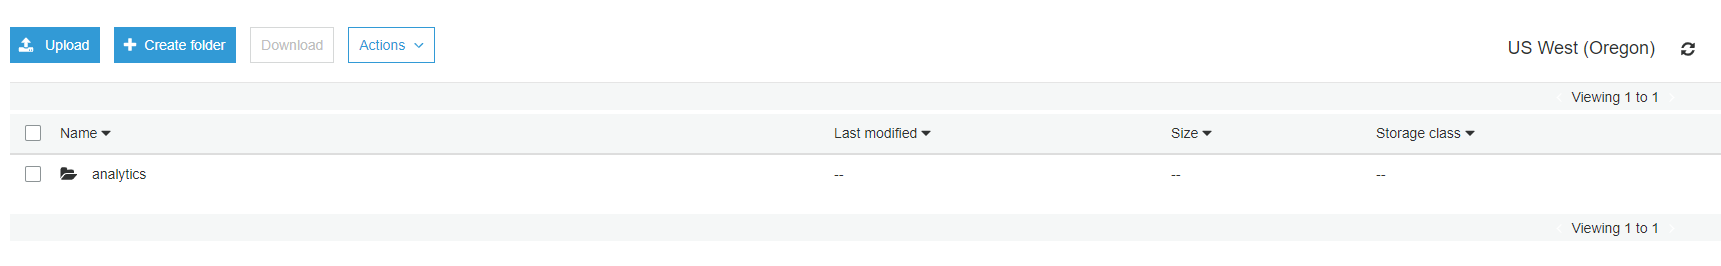 Upload Create folder Download Actions
US West (Oregon)
Viewing 1 to 1
Name Last modified Size Storage class
analytics -- -- --
Viewing 1 to 1